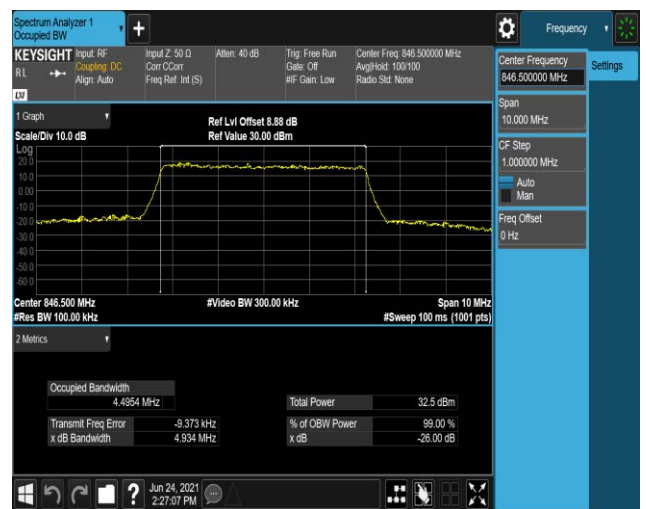 Spectrum Analyzer 1
Occupied BW
+
Frequency
KEYSIGHT
RL
LXI
Input: RF
Coupling: DC
Align: Auto
Input Z: 50 Ω
Corr CCorr
Freq Ref: Int (S)
Atten: 40 dB
Trig: Free Run
Gate: Off
#IF Gain: Low
Center Freq: 846.500000 MHz
Avg|Hold: 100/100
Radio Std: None
Center Frequency
846.500000 MHz
Settings
Span
10.000 MHz
CF Step
1.000000 MHz
Auto
Man
Freq Offset
0 Hz
1 Graph
Scale/Div 10.0 dB
Ref Lvl Offset 8.88 dB
Ref Value 30.00 dBm
Log
20.0
10.0
0.00
-10.0
-20.0
-30.0
-40.0
-50.0
-60.0
Center 846.500 MHz
#Video BW 300.00 kHz
Span 10 MHz
#Res BW 100.00 kHz
#Sweep 100 ms (1001 pts)
2 Metrics
Occupied Bandwidth
4.4954 MHz
Total Power 32.5 dBm
Transmit Freq Error -9.373 kHz
% of OBW Power 99.00 %
x dB Bandwidth 4.934 MHz
x dB -26.00 dB
?
Jun 24, 2021
2:27:07 PM